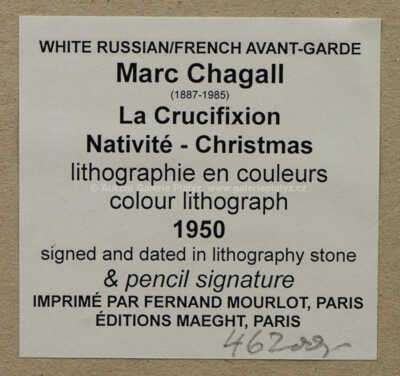 WHITE RUSSIAN/FRENCH AVANT-GARDE
Marc Chagall
(1887-1985)
La Crucifixion
Nativité - Christmas
lithographie en couleurs
colour lithograph
1950
signed and dated in lithography stone
& pencil signature
IMPRIMÉ PAR FERNAND MOURLOT, PARIS
ÉDITIONS MAEGHT, PARIS